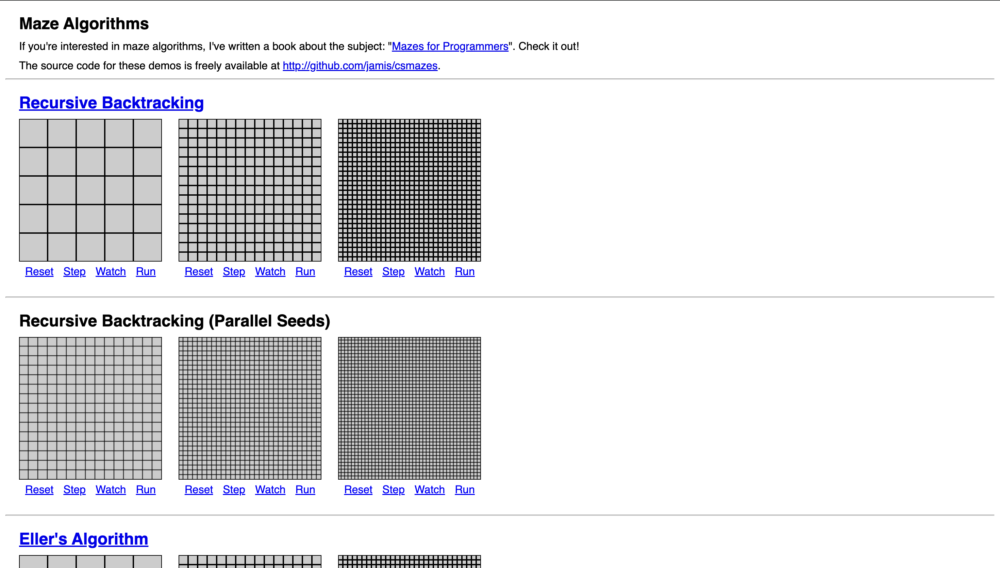 Maze Algorithms
If you're interested in maze algorithms, I've written a book about the subject: "Mazes for Programmers". Check it out!
The source code for these demos is freely available at http://github.com/jamis/csmazes.
Recursive Backtracking
Reset Step Watch Run Reset Step Watch Run Reset Step Watch Run
Recursive Backtracking (Parallel Seeds)
Reset Step Watch Run Reset Step Watch Run Reset Step Watch Run
Eller's Algorithm